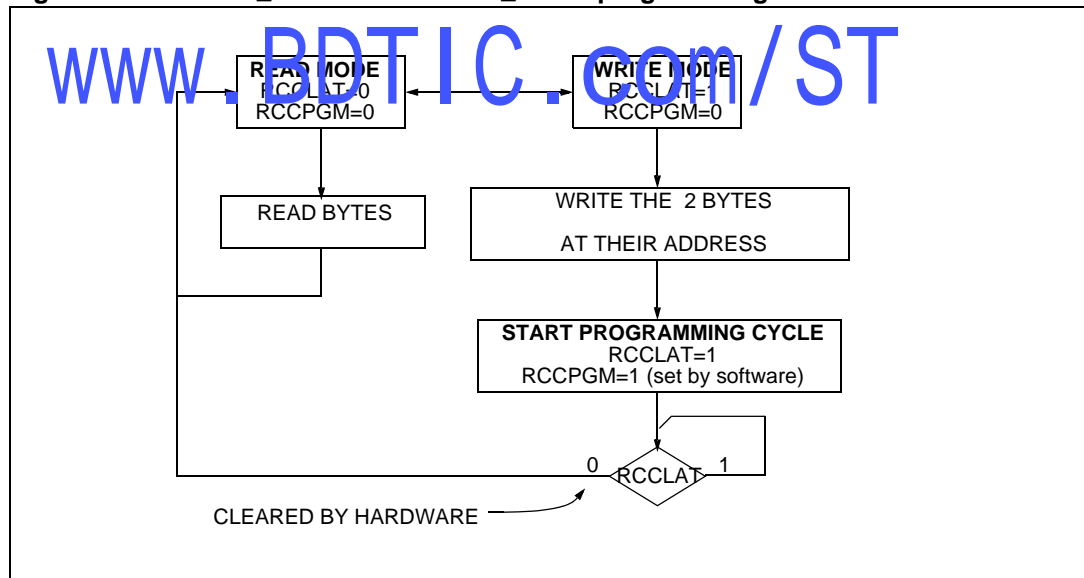 www.BDTIC.com/ST
READ MODE
RCCLAT=0
RCCPGM=0
WRITE MODE
RCCLAT=1
RCCPGM=0
READ BYTES
WRITE THE 2 BYTES
AT THEIR ADDRESS
START PROGRAMMING CYCLE
RCCLAT=1
RCCPGM=1 (set by software)
0
RCCLAT
1
CLEARED BY HARDWARE